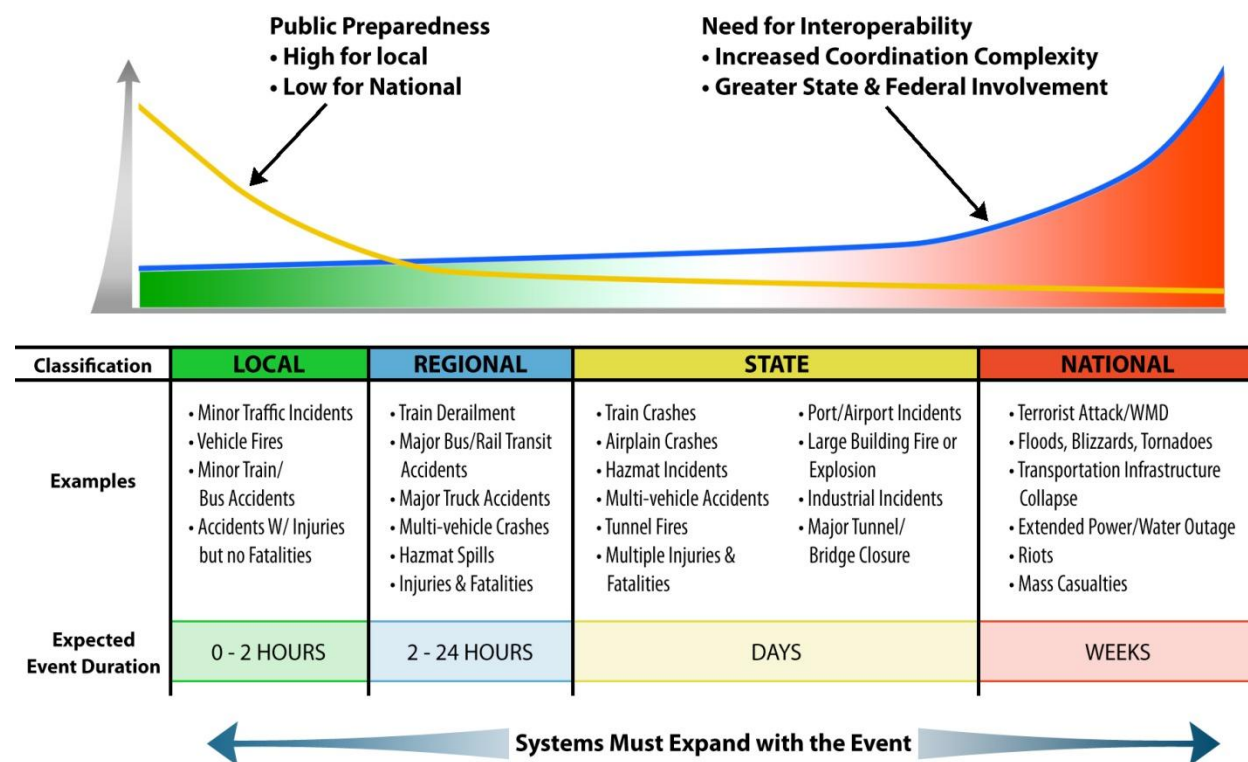 Public Preparedness
• High for local
• Low for National
Need for Interoperability
• Increased Coordination Complexity
• Greater State & Federal Involvement
Classification
LOCAL
REGIONAL
STATE
NATIONAL
Examples
• Minor Traffic Incidents
• Vehicle Fires
• Minor Train/
Bus Accidents
• Accidents W/ Injuries
but no Fatalities
• Train Derailment
• Major Bus/Rail Transit
Accidents
• Major Truck Accidents
• Multi-vehicle Crashes
• Hazmat Spills
• Injuries & Fatalities
• Train Crashes
• Airplain Crashes
• Hazmat Incidents
• Multi-vehicle Accidents
• Tunnel Fires
• Multiple Injuries &
Fatalities
• Port/Airport Incidents
• Large Building Fire or
Explosion
• Industrial Incidents
• Major Tunnel/
Bridge Closure
• Terrorist Attack/WMD
• Floods, Blizzards, Tornadoes
• Transportation Infrastructure
Collapse
• Extended Power/Water Outage
• Riots
• Mass Casualties
Expected
Event Duration
0 - 2 HOURS
2 - 24 HOURS
DAYS
WEEKS
Systems Must Expand with the Event